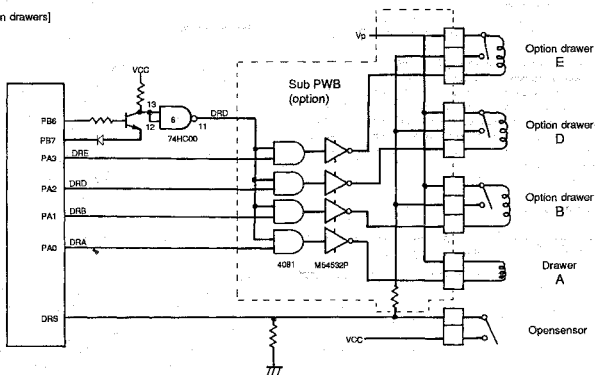 n drawers]
Vp
Option drawer
E
VCC
Sub PWB
(option)
PB6
13
12
6
11
DRD
74HC00
PB7
PA3
DRE
Option drawer
D
PA2
DRD
PA1
DRB
Option drawer
B
PA0
DRA
4081
M54532P
Drawer
A
DRS
VCC
Opensensor